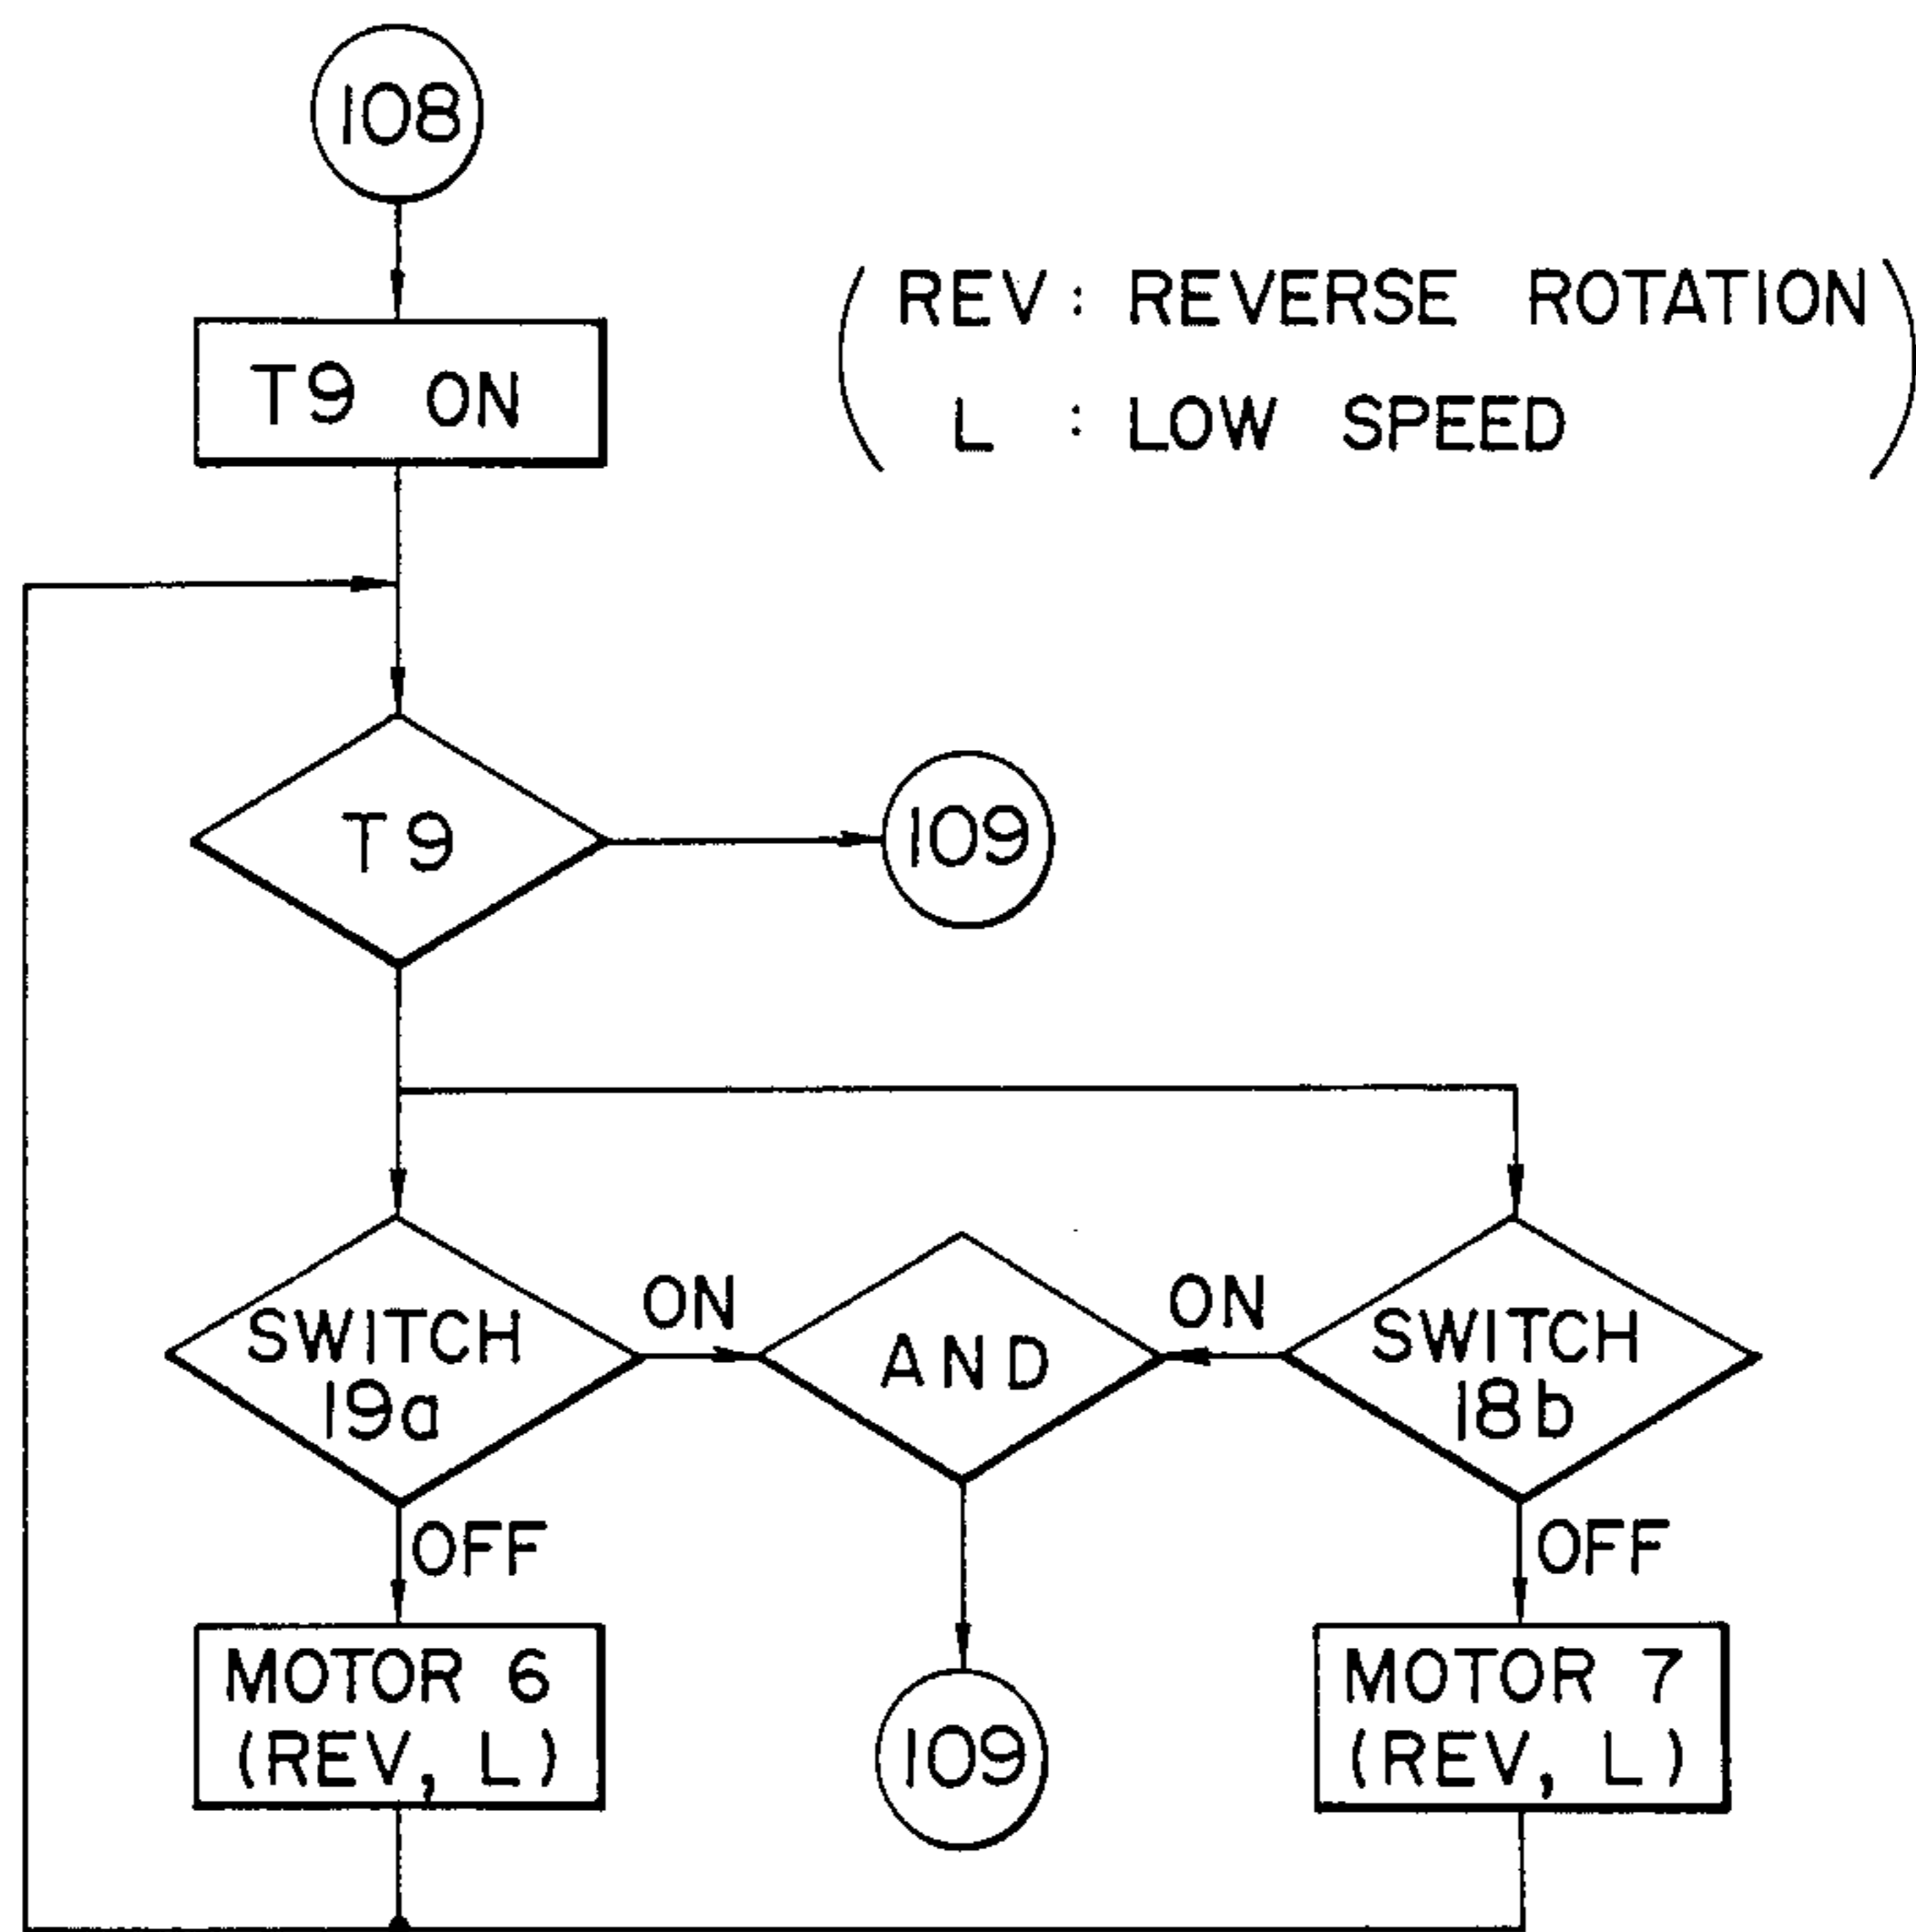 108
REV : REVERSE ROTATION
L : LOW SPEED
T9 ON
T9
109
SWITCH
19a
ON
AND
ON
SWITCH
18b
OFF
OFF
MOTOR 6
(REV, L)
109
MOTOR 7
(REV, L)